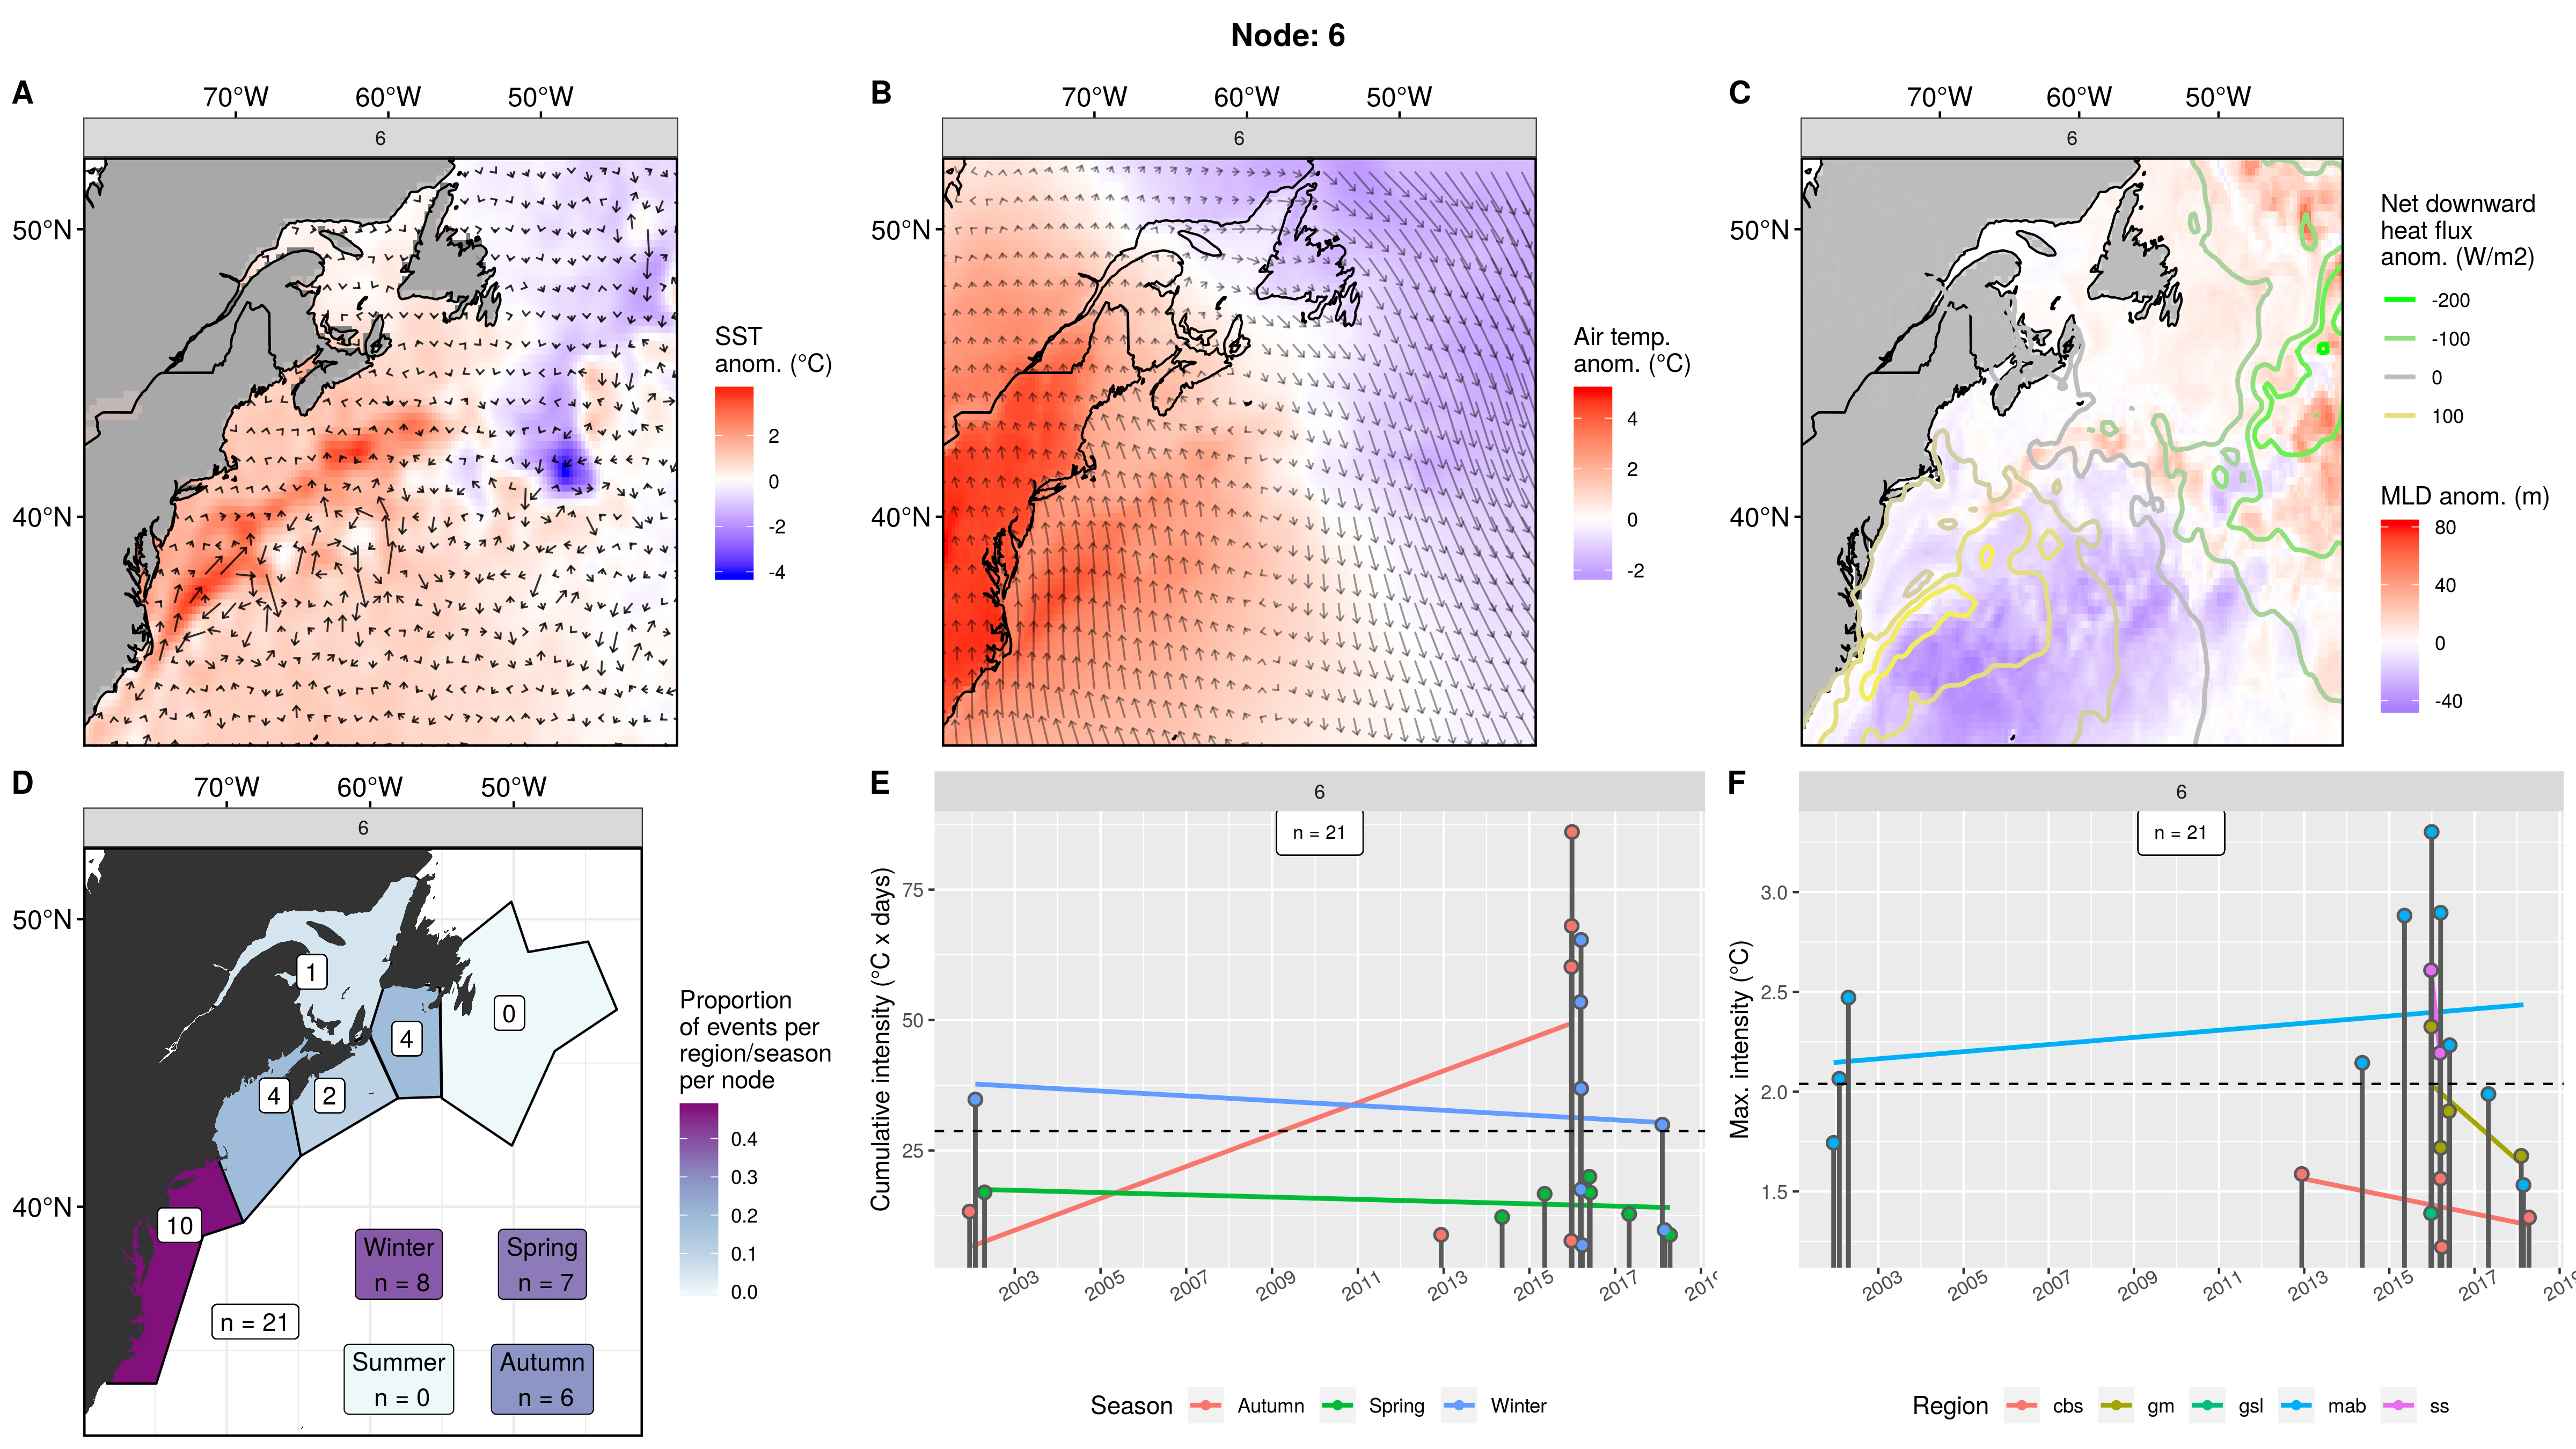 Node: 6
A
70°W 60°W 50°W
6
50°N
40°N
SST
anom. (°C)
2
0
-2
-4
B
70°W 60°W 50°W
6
50°N
40°N
Air temp.
anom. (°C)
4
2
0
-2
C
70°W 60°W 50°W
6
50°N
40°N
Net downward
heat flux
anom. (W/m2)
-200
-100
0
100
MLD anom. (m)
80
40
0
-40
D
70°W 60°W 50°W
6
50°N
40°N
1
4
0
4
2
10
n = 21
Winter
n = 8
Spring
n = 7
Summer
n = 0
Autumn
n = 6
Proportion
of events per
region/season
per node
0.4
0.3
0.2
0.1
0.0
E
6
n = 21
Cumulative intensity (°C x days)
75
50
25
2003 2005 2007 2009 2011 2013 2015 2017
Season Autumn Spring Winter
F
6
n = 21
Max. intensity (°C)
3.0
2.5
2.0
1.5
2003 2005 2007 2009 2011 2013 2015 2017
Region cbs gm gsl mab ss